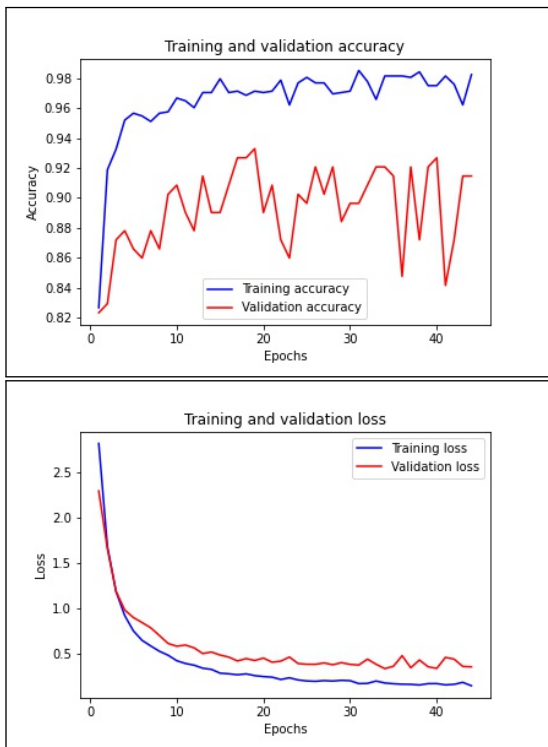 Training and validation accuracy
0.98
0.96
0.94
0.92
0.90
0.88
0.86
0.84
0.82
Accuracy
Training accuracy
Validation accuracy
0 10 20 30 40
Epochs
Training and validation loss
2.5
2.0
1.5
1.0
0.5
Loss
Training loss
Validation loss
0 10 20 30 40
Epochs